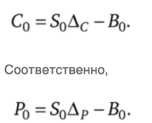 C₀ = S₀Δ_C − B₀.
Соответственно,
P₀ = S₀Δ_P − B₀.